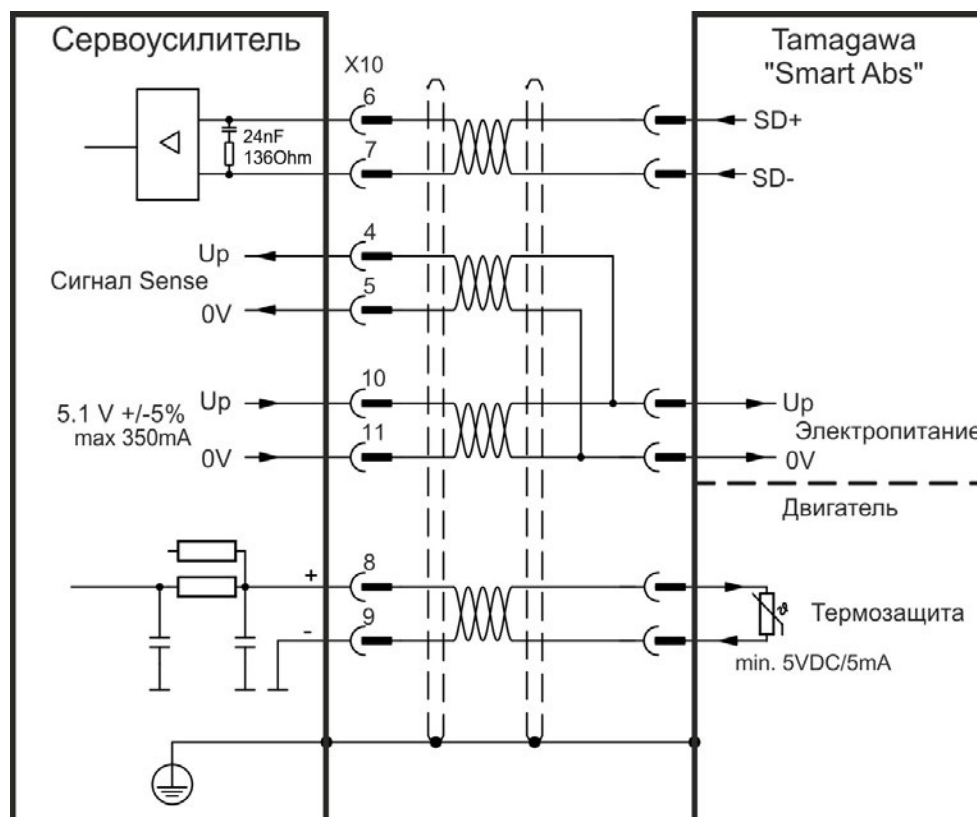 Сервоусилитель
X10
Tamagawa
"Smart Abs"
6
24nF
136Ohm
7
SD+
SD-
4
Up
Сигнал Sense
5
0V
10
5.1 V +/-5%
max 350mA
Up
11
0V
Up
Электропитание
0V
Двигатель
8
+
9
-
ϑ
Термозащита
min. 5VDC/5mA